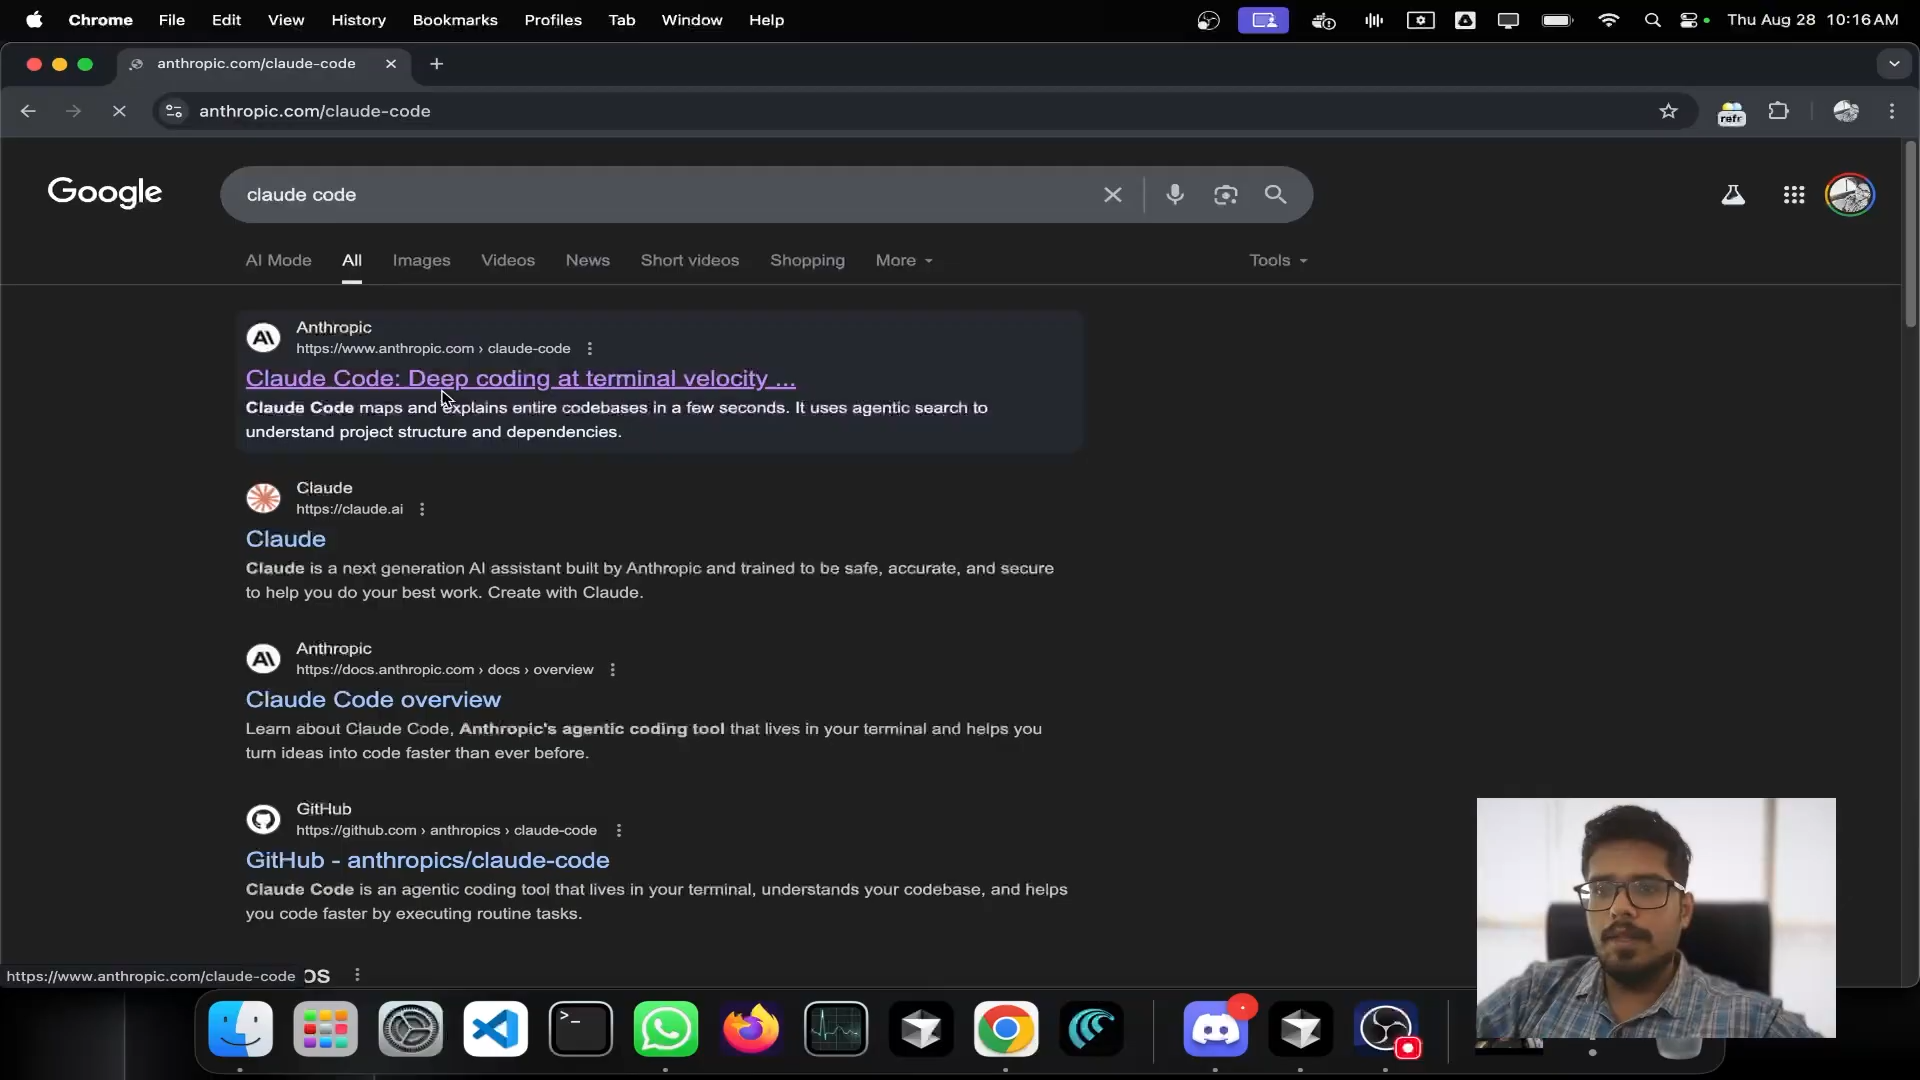 Chrome File Edit View History Bookmarks Profiles Tab Window Help Thu Aug 28 10:16 AM
anthropic.com/claude-code
anthropic.com/claude-code
refr
Google
claude code
AI Mode All Images Videos News Short videos Shopping More Tools
Anthropic
https://www.anthropic.com › claude-code
Claude Code: Deep coding at terminal velocity ...
Claude Code maps and explains entire codebases in a few seconds. It uses agentic search to
understand project structure and dependencies.
Claude
https://claude.ai
Claude
Claude is a next generation AI assistant built by Anthropic and trained to be safe, accurate, and secure
to help you do your best work. Create with Claude.
Anthropic
https://docs.anthropic.com › docs › overview
Claude Code overview
Learn about Claude Code, Anthropic's agentic coding tool that lives in your terminal and helps you
turn ideas into code faster than ever before.
GitHub
https://github.com › anthropics › claude-code
GitHub - anthropics/claude-code
Claude Code is an agentic coding tool that lives in your terminal, understands your codebase, and helps
you code faster by executing routine tasks.
https://www.anthropic.com/claude-code